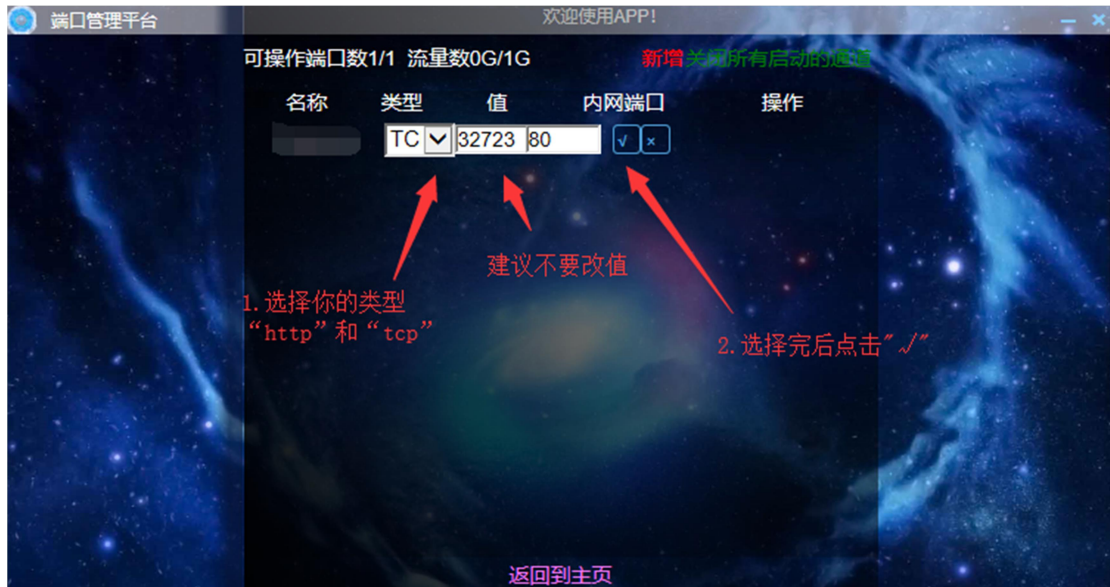 端口管理平台
欢迎使用APP!
可操作端口数1/1 流量数0G/1G 新增关闭所有启动的通道
名称 类型 值 内网端口 操作
TC 32723 80 √ ×
建议不要改值
1.选择你的类型
“http”和“tcp”
2.选择完后点击"√"
返回到主页